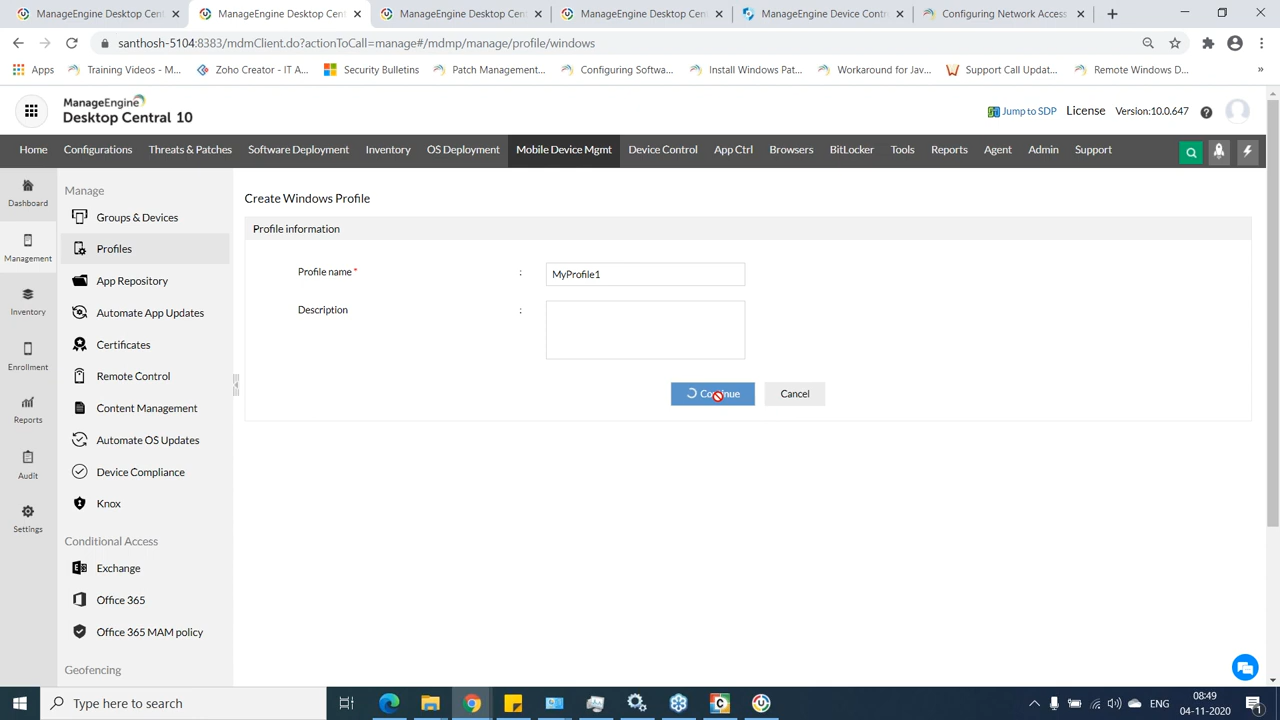 ManageEngine Desktop Cen
ManageEngine Desktop Cen
ManageEngine Desktop Cen
ManageEngine Desktop Cen
ManageEngine Device Contr
Configuring Network Access
santhosh-5104:8383/mdmClient.do?actionToCall=manage#/mdmp/manage/profile/windows
Apps
Training Videos - M...
Zoho Creator - IT A...
Security Bulletins
Patch Management...
Configuring Softwa...
Install Windows Pat...
Workaround for Jav...
Support Call Updat...
Remote Windows D...
»
ManageEngine
Desktop Central 10
Jump to SDP
License
Version:10.0.647
Home
Configurations
Threats & Patches
Software Deployment
Inventory
OS Deployment
Mobile Device Mgmt
Device Control
App Ctrl
Browsers
BitLocker
Tools
Reports
Agent
Admin
Support
Dashboard
Management
Inventory
Enrollment
Reports
Audit
Settings
Manage
Groups & Devices
Profiles
App Repository
Automate App Updates
Certificates
Remote Control
Content Management
Automate OS Updates
Device Compliance
Knox
Conditional Access
Exchange
Office 365
Office 365 MAM policy
Geofencing
Create Windows Profile
Profile information
Profile name * : MyProfile1
Description :
Continue
Cancel
Type here to search
ENG
08:49
04-11-2020